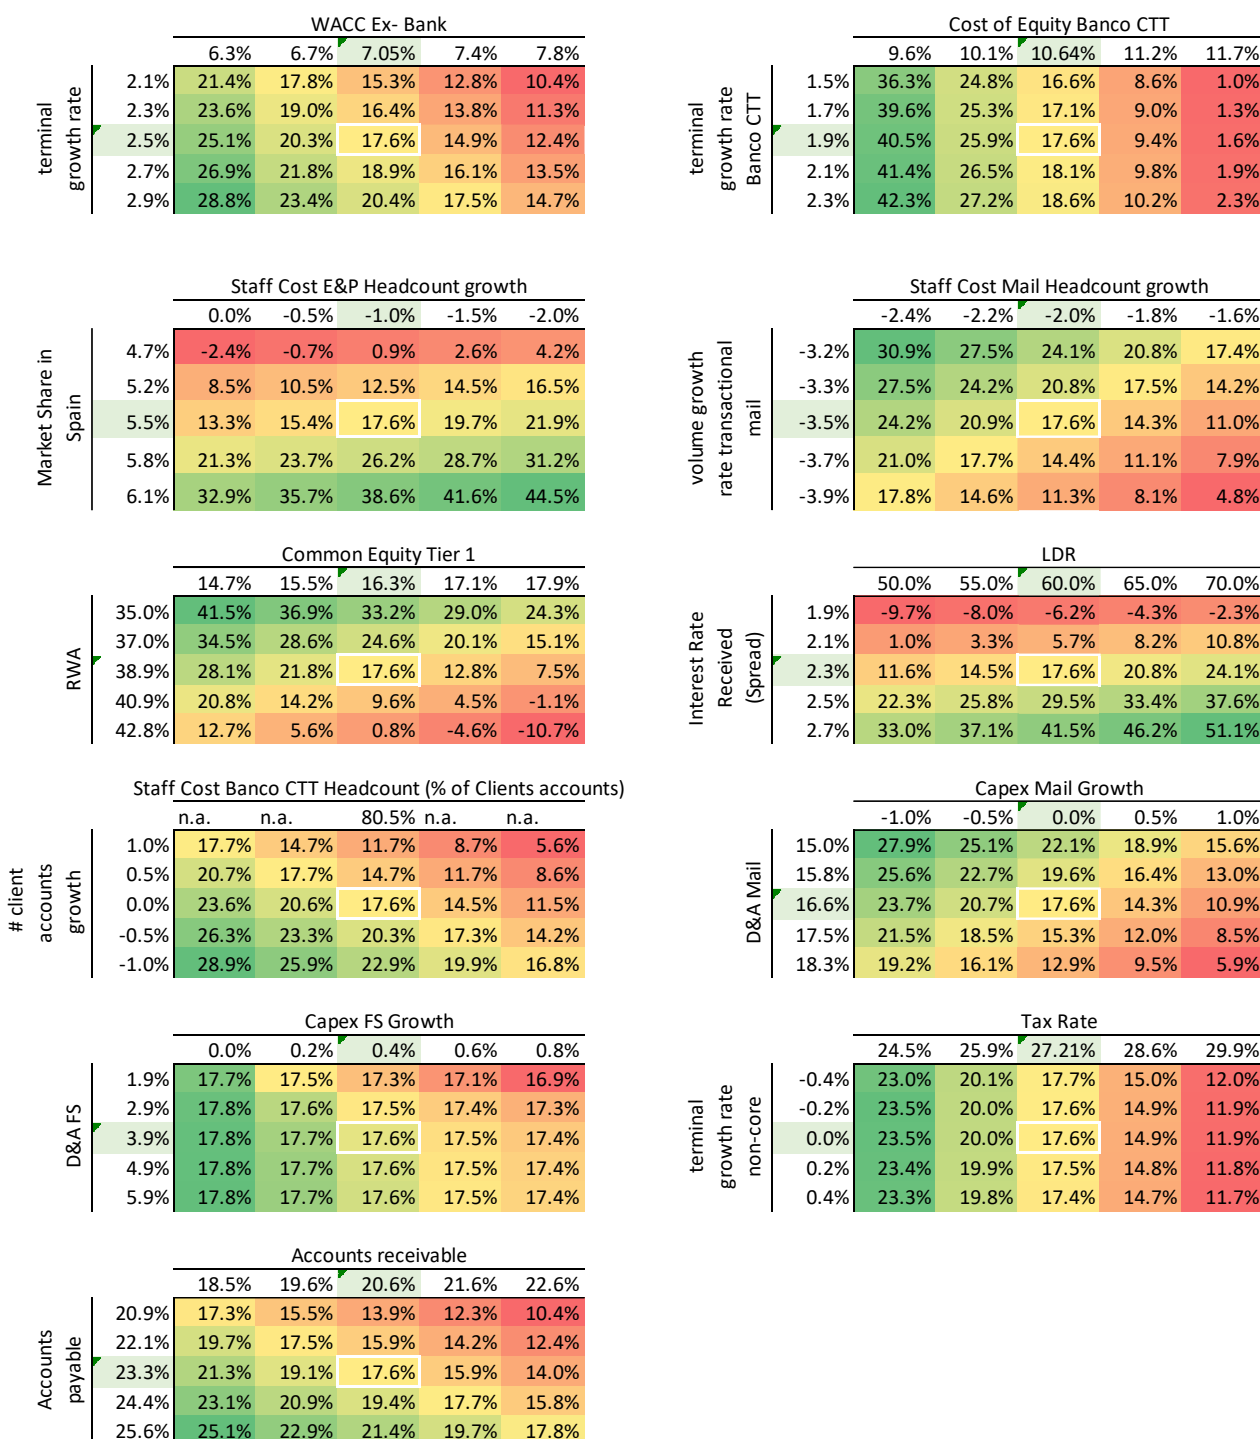 WACC Ex- Bank
6.3% 6.7% 7.05% 7.4% 7.8%
terminal
growth rate
2.1% 21.4% 17.8% 15.3% 12.8% 10.4%
2.3% 23.6% 19.0% 16.4% 13.8% 11.3%
2.5% 25.1% 20.3% 17.6% 14.9% 12.4%
2.7% 26.9% 21.8% 18.9% 16.1% 13.5%
2.9% 28.8% 23.4% 20.4% 17.5% 14.7%
Cost of Equity Banco CTT
9.6% 10.1% 10.64% 11.2% 11.7%
terminal
growth rate
Banco CTT
1.5% 36.3% 24.8% 16.6% 8.6% 1.0%
1.7% 39.6% 25.3% 17.1% 9.0% 1.3%
1.9% 40.5% 25.9% 17.6% 9.4% 1.6%
2.1% 41.4% 26.5% 18.1% 9.8% 1.9%
2.3% 42.3% 27.2% 18.6% 10.2% 2.3%
Staff Cost E&P Headcount growth
0.0% -0.5% -1.0% -1.5% -2.0%
Market Share in
Spain
4.7% -2.4% -0.7% 0.9% 2.6% 4.2%
5.2% 8.5% 10.5% 12.5% 14.5% 16.5%
5.5% 13.3% 15.4% 17.6% 19.7% 21.9%
5.8% 21.3% 23.7% 26.2% 28.7% 31.2%
6.1% 32.9% 35.7% 38.6% 41.6% 44.5%
Staff Cost Mail Headcount growth
-2.4% -2.2% -2.0% -1.8% -1.6%
volume growth
rate transactional
mail
-3.2% 30.9% 27.5% 24.1% 20.8% 17.4%
-3.3% 27.5% 24.2% 20.8% 17.5% 14.2%
-3.5% 24.2% 20.9% 17.6% 14.3% 11.0%
-3.7% 21.0% 17.7% 14.4% 11.1% 7.9%
-3.9% 17.8% 14.6% 11.3% 8.1% 4.8%
Common Equity Tier 1
14.7% 15.5% 16.3% 17.1% 17.9%
RWA
35.0% 41.5% 36.9% 33.2% 29.0% 24.3%
37.0% 34.5% 28.6% 24.6% 20.1% 15.1%
38.9% 28.1% 21.8% 17.6% 12.8% 7.5%
40.9% 20.8% 14.2% 9.6% 4.5% -1.1%
42.8% 12.7% 5.6% 0.8% -4.6% -10.7%
LDR
50.0% 55.0% 60.0% 65.0% 70.0%
Interest Rate
Received
(Spread)
1.9% -9.7% -8.0% -6.2% -4.3% -2.3%
2.1% 1.0% 3.3% 5.7% 8.2% 10.8%
2.3% 11.6% 14.5% 17.6% 20.8% 24.1%
2.5% 22.3% 25.8% 29.5% 33.4% 37.6%
2.7% 33.0% 37.1% 41.5% 46.2% 51.1%
Staff Cost Banco CTT Headcount (% of Clients accounts)
n.a. n.a. 80.5% n.a. n.a.
# client
accounts
growth
1.0% 17.7% 14.7% 11.7% 8.7% 5.6%
0.5% 20.7% 17.7% 14.7% 11.7% 8.6%
0.0% 23.6% 20.6% 17.6% 14.5% 11.5%
-0.5% 26.3% 23.3% 20.3% 17.3% 14.2%
-1.0% 28.9% 25.9% 22.9% 19.9% 16.8%
Capex Mail Growth
-1.0% -0.5% 0.0% 0.5% 1.0%
D&A Mail
15.0% 27.9% 25.1% 22.1% 18.9% 15.6%
15.8% 25.6% 22.7% 19.6% 16.4% 13.0%
16.6% 23.7% 20.7% 17.6% 14.3% 10.9%
17.5% 21.5% 18.5% 15.3% 12.0% 8.5%
18.3% 19.2% 16.1% 12.9% 9.5% 5.9%
Capex FS Growth
0.0% 0.2% 0.4% 0.6% 0.8%
D&A FS
1.9% 17.7% 17.5% 17.3% 17.1% 16.9%
2.9% 17.8% 17.6% 17.5% 17.4% 17.3%
3.9% 17.8% 17.7% 17.6% 17.5% 17.4%
4.9% 17.8% 17.7% 17.6% 17.5% 17.4%
5.9% 17.8% 17.7% 17.6% 17.5% 17.4%
Tax Rate
24.5% 25.9% 27.21% 28.6% 29.9%
terminal
growth rate
non-core
-0.4% 23.0% 20.1% 17.7% 15.0% 12.0%
-0.2% 23.5% 20.0% 17.6% 14.9% 11.9%
0.0% 23.5% 20.0% 17.6% 14.9% 11.9%
0.2% 23.4% 19.9% 17.5% 14.8% 11.8%
0.4% 23.3% 19.8% 17.4% 14.7% 11.7%
Accounts receivable
18.5% 19.6% 20.6% 21.6% 22.6%
Accounts
payable
20.9% 17.3% 15.5% 13.9% 12.3% 10.4%
22.1% 19.7% 17.5% 15.9% 14.2% 12.4%
23.3% 21.3% 19.1% 17.6% 15.9% 14.0%
24.4% 23.1% 20.9% 19.4% 17.7% 15.8%
25.6% 25.1% 22.9% 21.4% 19.7% 17.8%